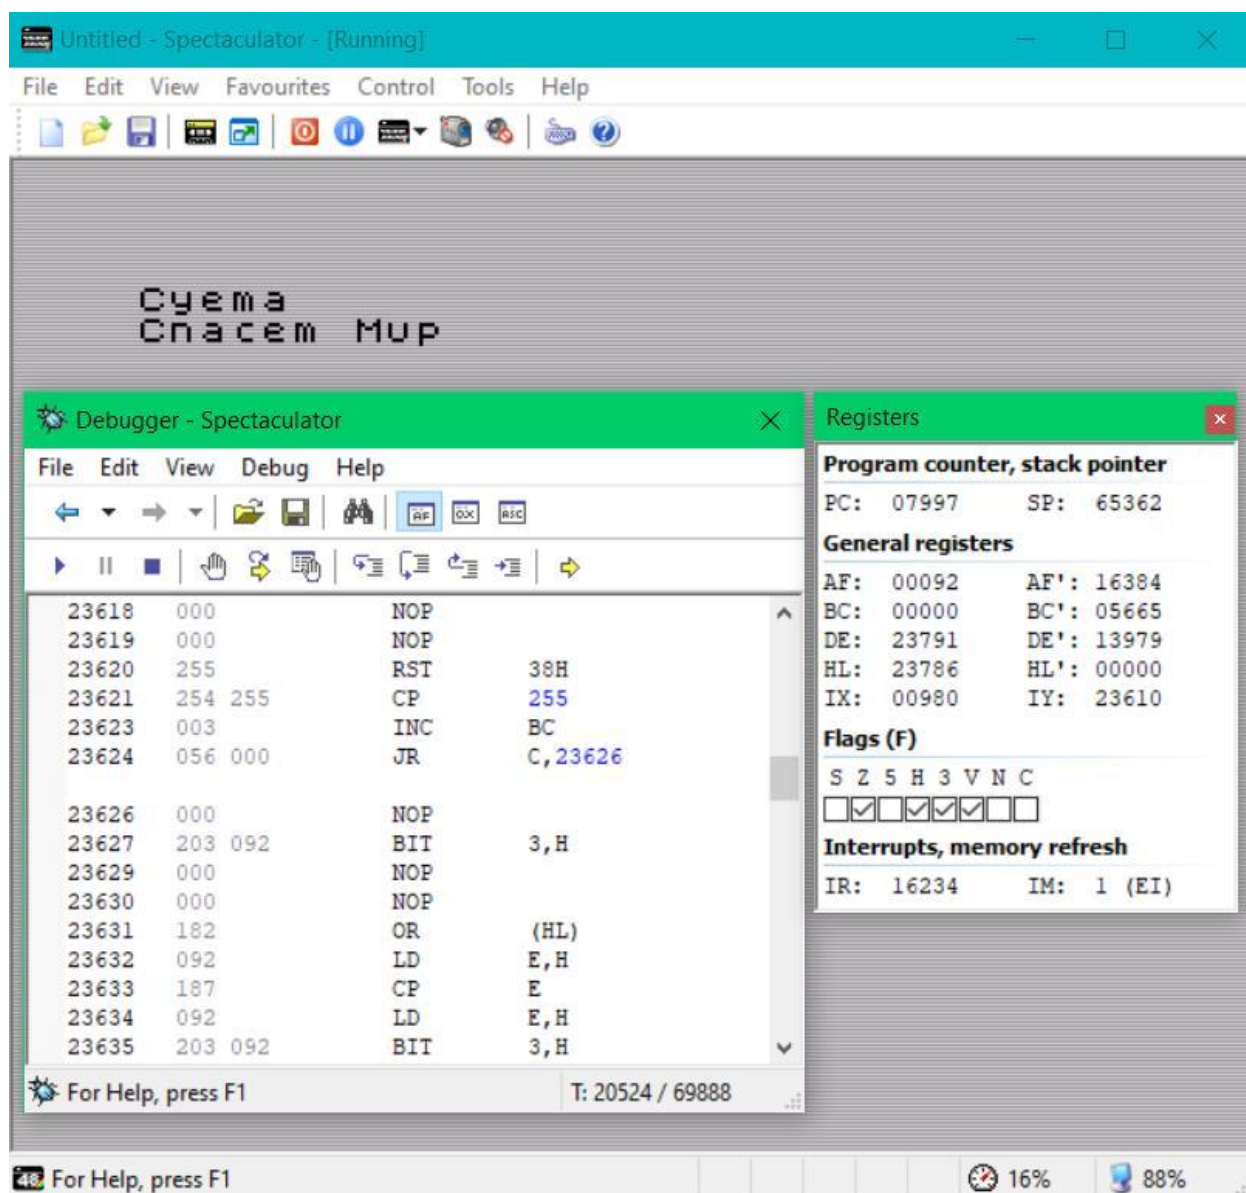 Untitled - Spectaculator - [Running]
File Edit View Favourites Control Tools Help
Суета
Спасет Мир
Debugger - Spectaculator
File Edit View Debug Help
23618 000 NOP
23619 000 NOP
23620 255 RST 38H
23621 254 255 CP 255
23623 003 INC BC
23624 056 000 JR C,23626
23626 000 NOP
23627 203 092 BIT 3,H
23629 000 NOP
23630 000 NOP
23631 182 OR (HL)
23632 092 LD E,H
23633 187 CP E
23634 092 LD E,H
23635 203 092 BIT 3,H
For Help, press F1 T: 20524 / 69888
Registers
Program counter, stack pointer
PC: 07997 SP: 65362
General registers
AF: 00092 AF': 16384
BC: 00000 BC': 05665
DE: 23791 DE': 13979
HL: 23786 HL': 00000
IX: 00980 IY: 23610
Flags (F)
S Z 5 H 3 V N C
Interrupts, memory refresh
IR: 16234 IM: 1 (EI)
48 For Help, press F1 16% 88%